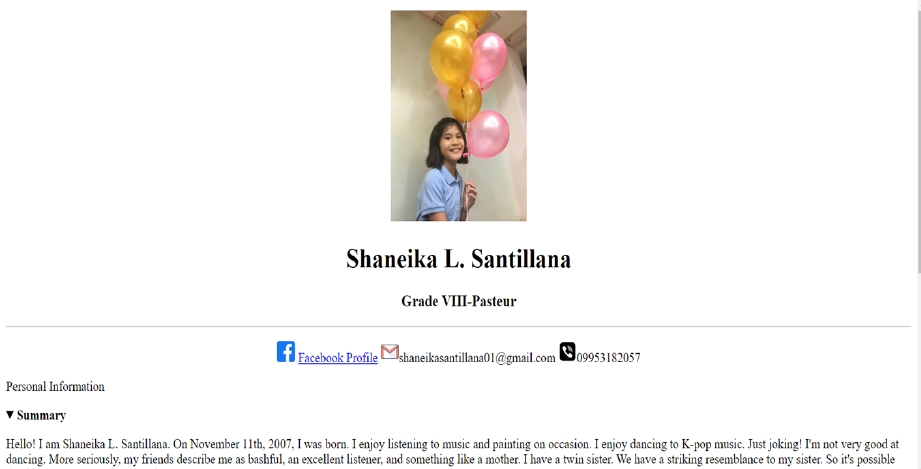 Shaneika L. Santillana
Grade VIII-Pasteur
Facebook Profile shaneikasantillana01@gmail.com 09953182057
Personal Information
▼ Summary
Hello! I am Shaneika L. Santillana. On November 11th, 2007, I was born. I enjoy listening to music and painting on occasion. I enjoy dancing to K-pop music. Just joking! I'm not very good at
dancing. More seriously, my friends describe me as bashful, an excellent listener, and something like a mother. I have a twin sister. We have a striking resemblance to my sister. So it's possible